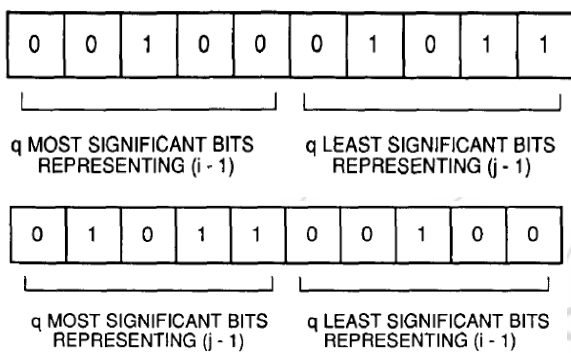 0 0 1 0 0 0 1 0 1 1
q MOST SIGNIFICANT BITS q LEAST SIGNIFICANT BITS
REPRESENTING (i - 1) REPRESENTING (j - 1)
0 1 0 1 1 0 0 1 0 0
q MOST SIGNIFICANT BITS q LEAST SIGNIFICANT BITS
REPRESENTING (j - 1) REPRESENTING (i - 1)